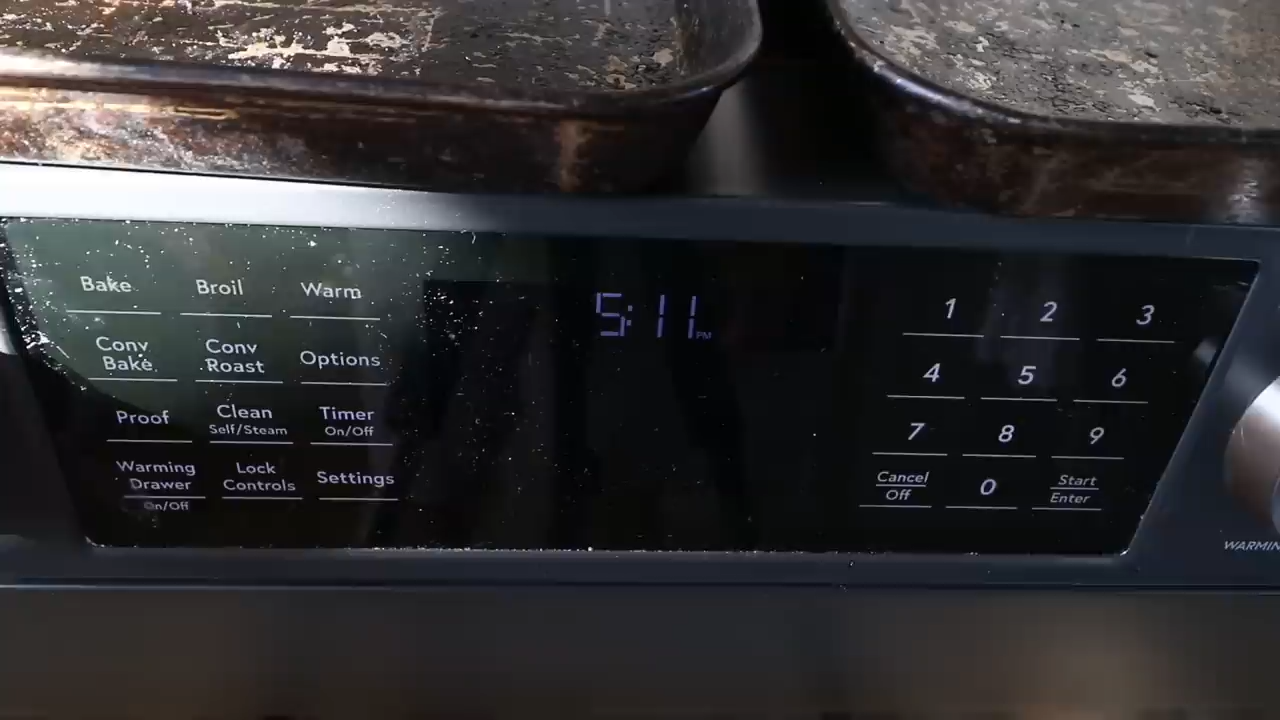 Bake Broil Warm
5:11 PM
1 2 3
Conv Bake Conv Roast Options
4 5 6
Proof Clean Self/Steam Timer On/Off
7 8 9
Warming Drawer On/Off Lock Controls Settings
Cancel Off 0 Start Enter